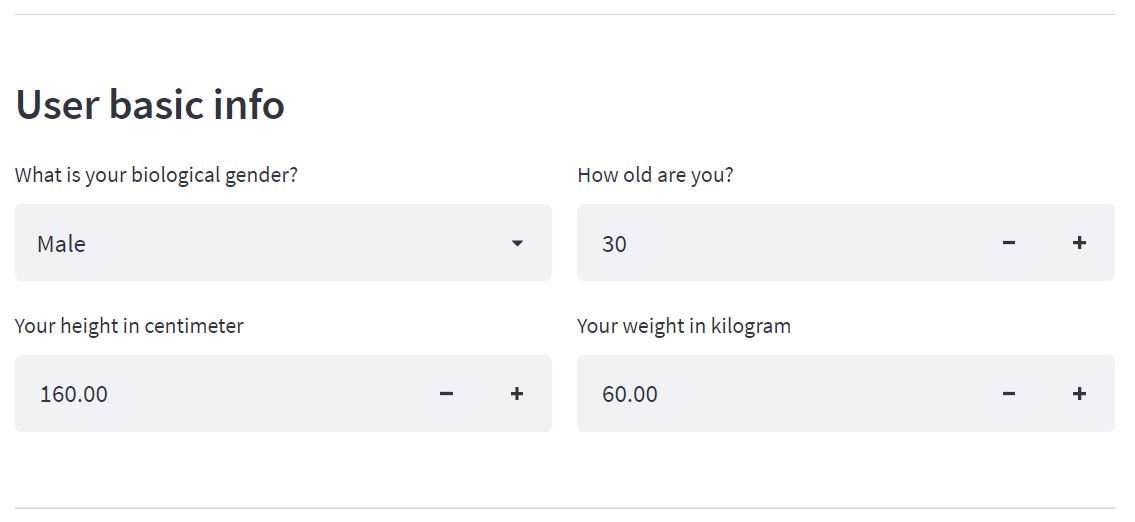 User basic info
What is your biological gender?
How old are you?
Male
30
Your height in centimeter
Your weight in kilogram
160.00
60.00